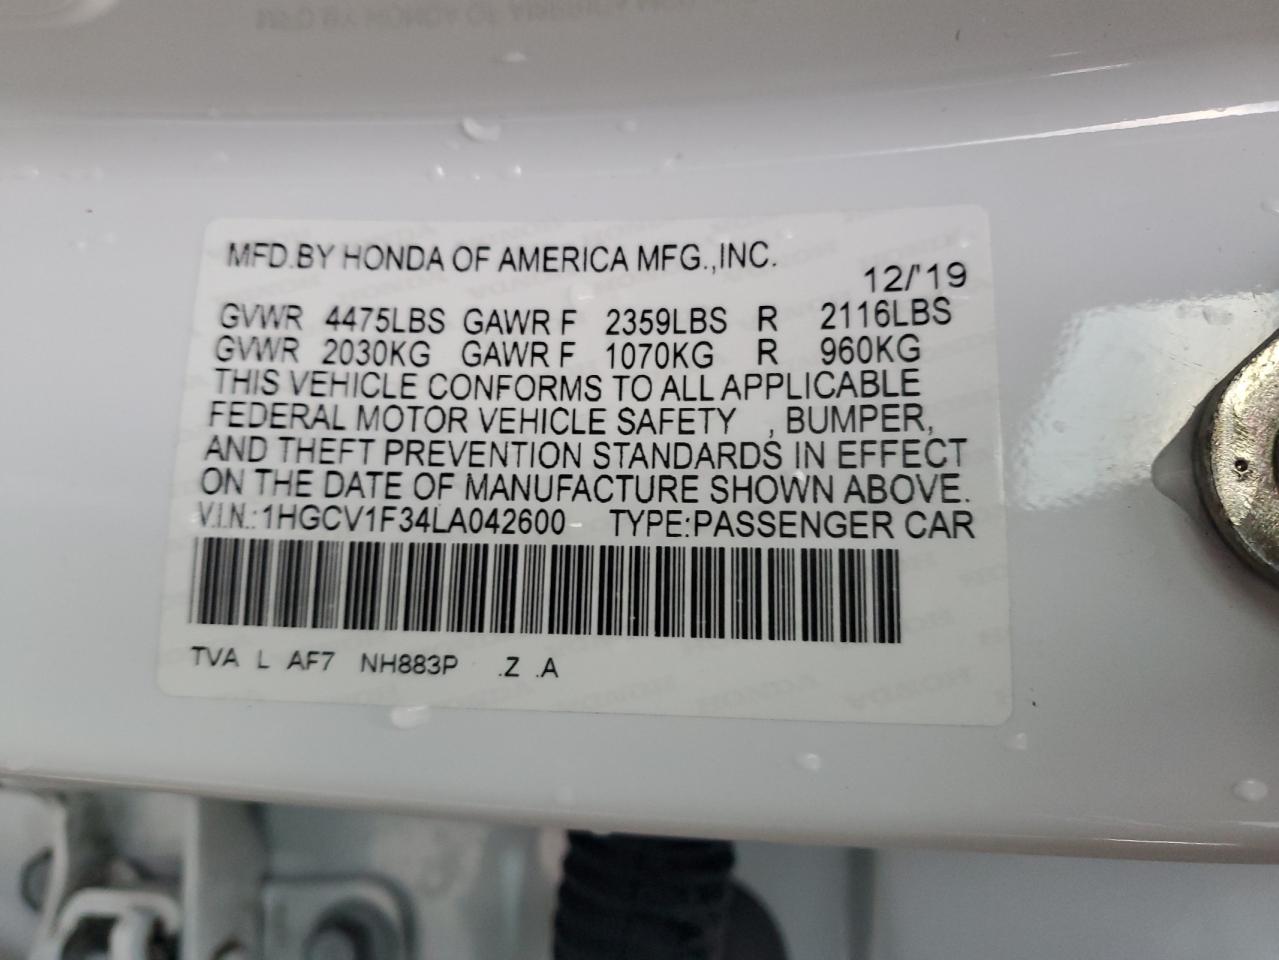 MFD.BY HONDA OF AMERICA MFG.,INC.
12/'19
GVWR 4475LBS GAWR F 2359LBS R 2116LBS
GVWR 2030KG GAWR F 1070KG R 960KG
THIS VEHICLE CONFORMS TO ALL APPLICABLE
FEDERAL MOTOR VEHICLE SAFETY , BUMPER,
AND THEFT PREVENTION STANDARDS IN EFFECT
ON THE DATE OF MANUFACTURE SHOWN ABOVE.
V.I.N.: 1HGCV1F34LA042600 TYPE:PASSENGER CAR
TVA L AF7 NH883P .Z .A